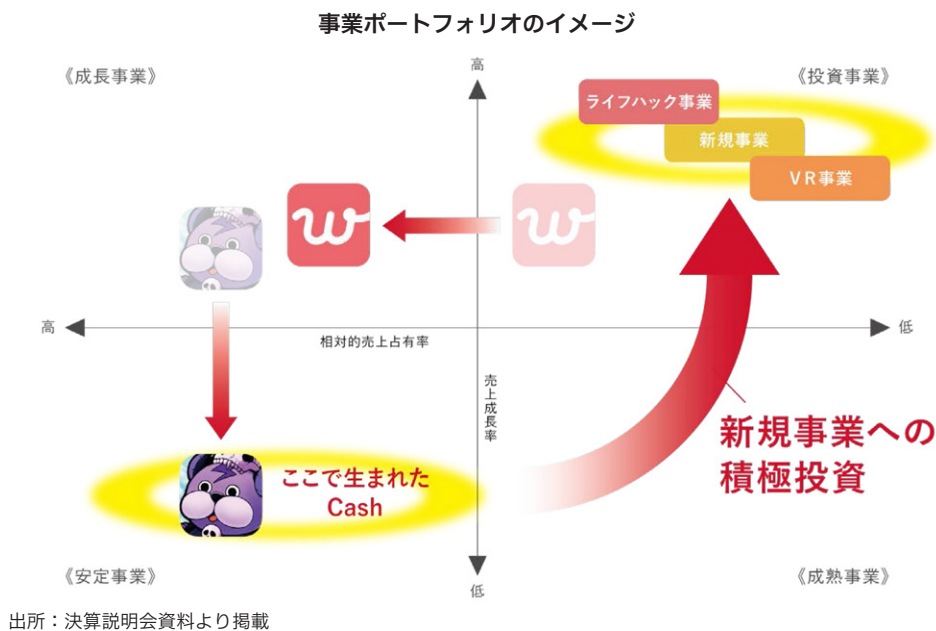 事業ポートフォリオのイメージ
《成長事業》
高
《投資事業》
ライフハック事業
新規事業
VR事業
w
w
高
低
相対的売上占有率
売上成長率
新規事業への
積極投資
ここで生まれた
Cash
《安定事業》
低
《成熟事業》
出所：決算説明会資料より掲載